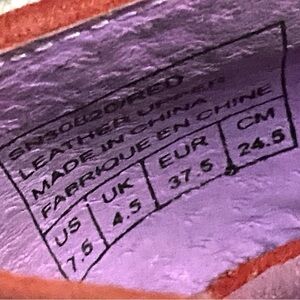 SN30820/RED
LEATHER UPPER
MADE IN CHINA
FABRIQUE EN CHINE
US UK EUR CM
7.5 4.5 37.5 24.5